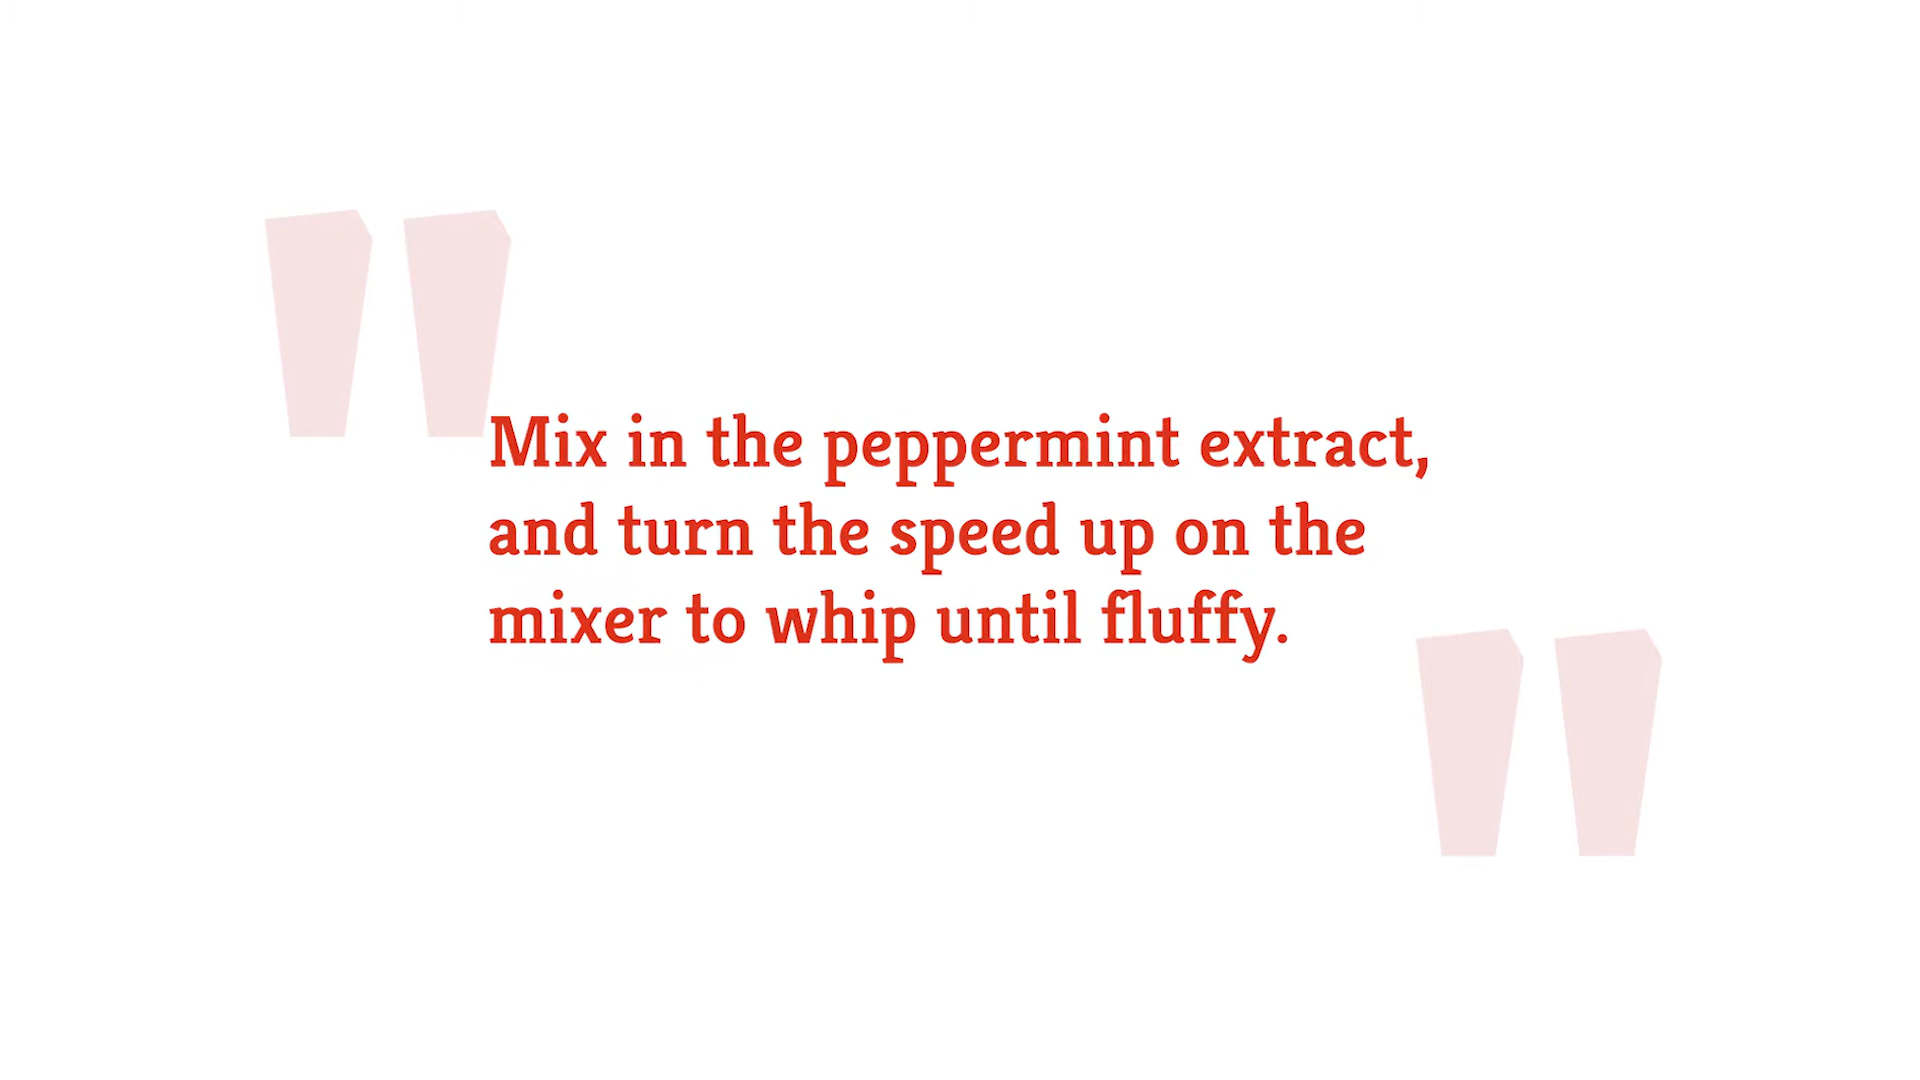 "Mix in the peppermint extract,
and turn the speed up on the
mixer to whip until fluffy."